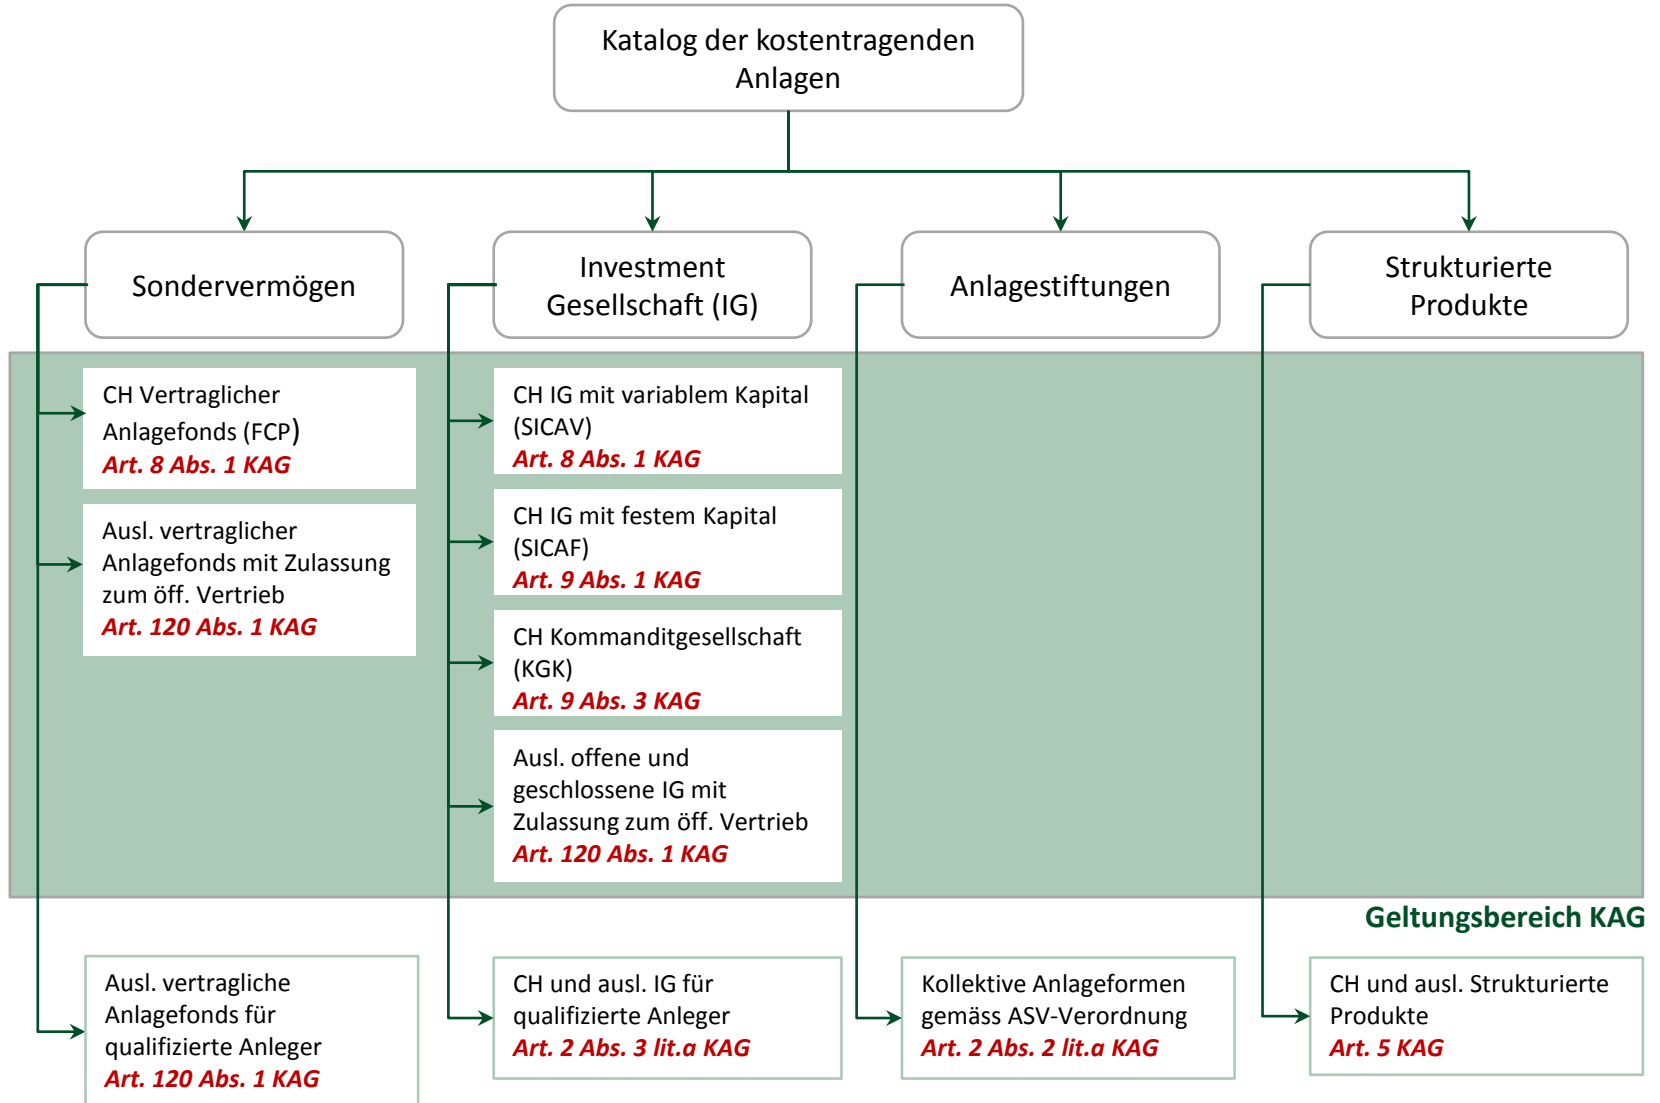 Katalog der kostentragenden
Anlagen
Sondervermögen
Investment
Gesellschaft (IG)
Anlagestiftungen
Strukturierte
Produkte
CH Vertraglicher
Anlagefonds (FCP)
Art. 8 Abs. 1 KAG
Ausl. vertraglicher
Anlagefonds mit Zulassung
zum öff. Vertrieb
Art. 120 Abs. 1 KAG
CH IG mit variablem Kapital
(SICAV)
Art. 8 Abs. 1 KAG
CH IG mit festem Kapital
(SICAF)
Art. 9 Abs. 1 KAG
CH Kommanditgesellschaft
(KGK)
Art. 9 Abs. 3 KAG
Ausl. offene und
geschlossene IG mit
Zulassung zum öff. Vertrieb
Art. 120 Abs. 1 KAG
Geltungsbereich KAG
Ausl. vertragliche
Anlagefonds für
qualifizierte Anleger
Art. 120 Abs. 1 KAG
CH und ausl. IG für
qualifizierte Anleger
Art. 2 Abs. 3 lit.a KAG
Kollektive Anlageformen
gemäss ASV-Verordnung
Art. 2 Abs. 2 lit.a KAG
CH und ausl. Strukturierte
Produkte
Art. 5 KAG